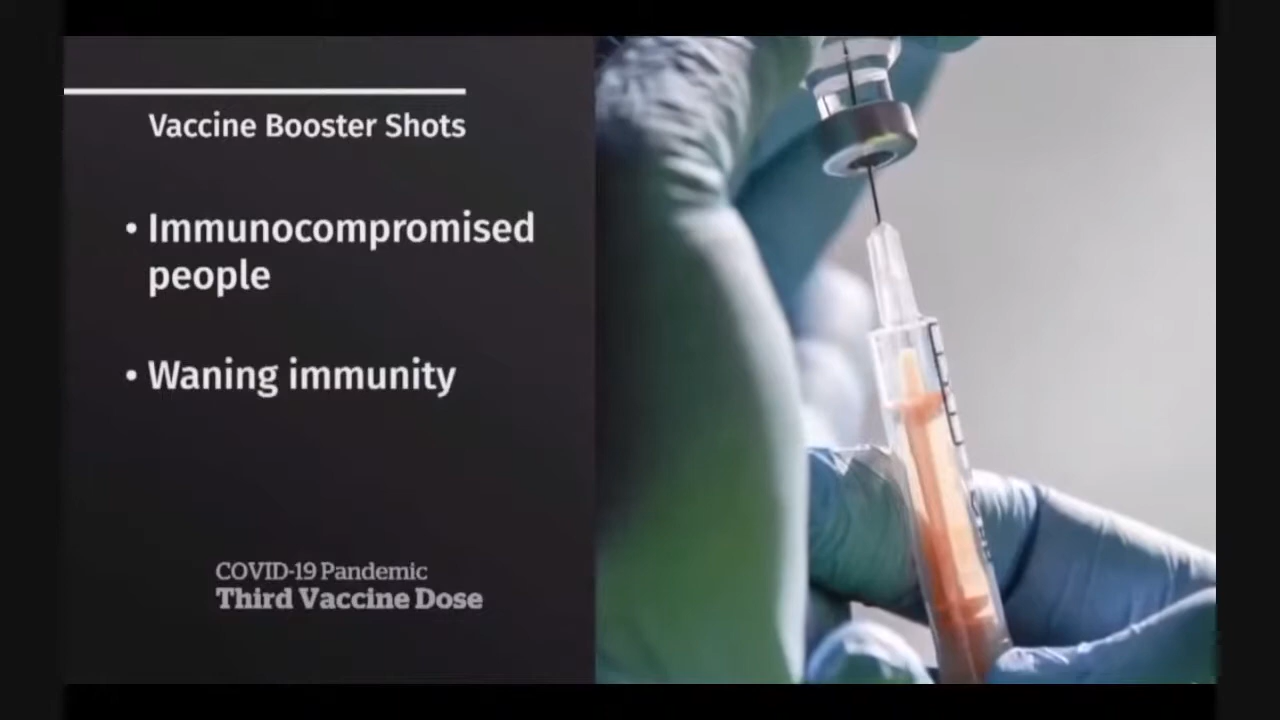 Vaccine Booster Shots
• Immunocompromised
people
• Waning immunity
COVID-19 Pandemic
Third Vaccine Dose